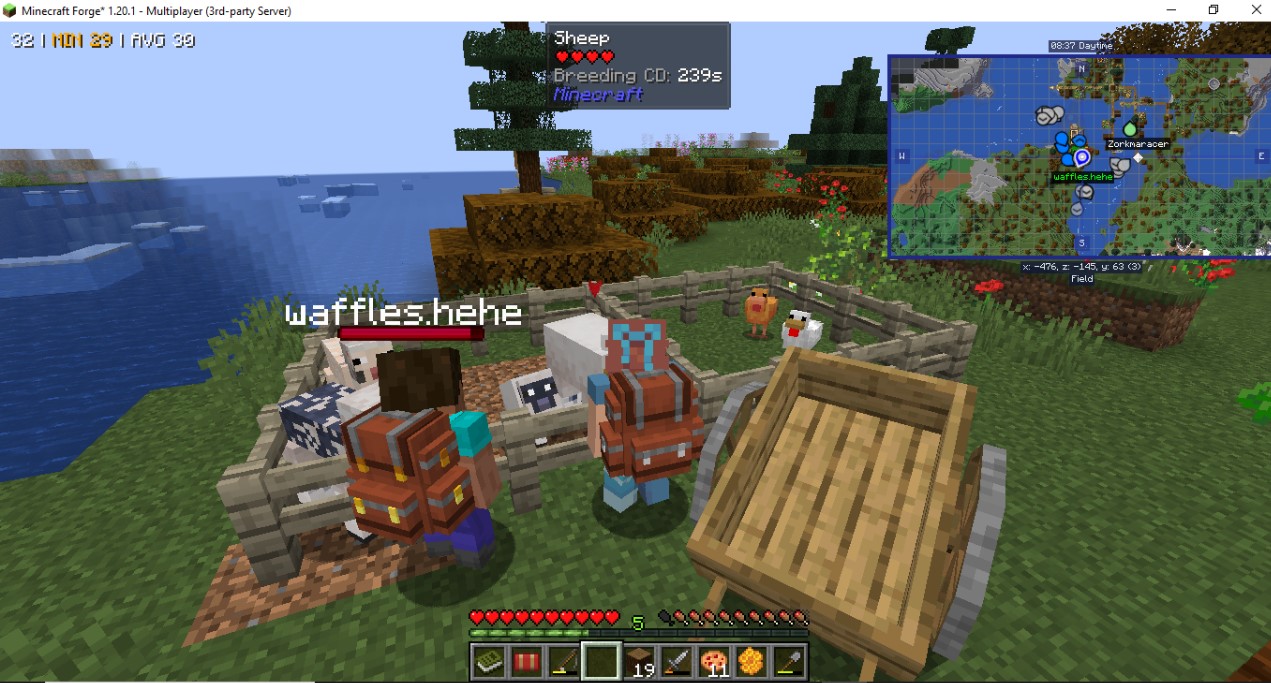 Minecraft Forge* 1.20.1 - Multiplayer (3rd-party Server)
32 | MIN 29 | AVG 30
Sheep
Breeding CD: 239s
Minecraft
08:37 Daytime
N
W
E
S
Zorkmaracer
waffles.hehe
x: -476, z: -145, y: 63 (3)
Field
waffles.hehe
5
19
11